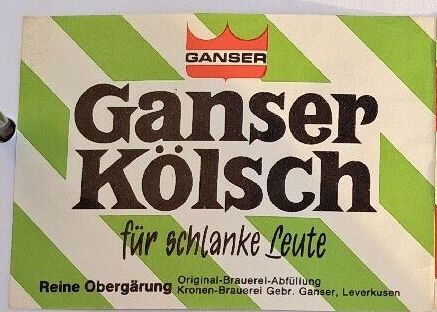 GANSER
Ganser
Kölsch
für schlanke Leute
Reine Obergärung
Original-Brauerei-Abfüllung
Kronen-Brauerei Gebr. Ganser, Leverkusen